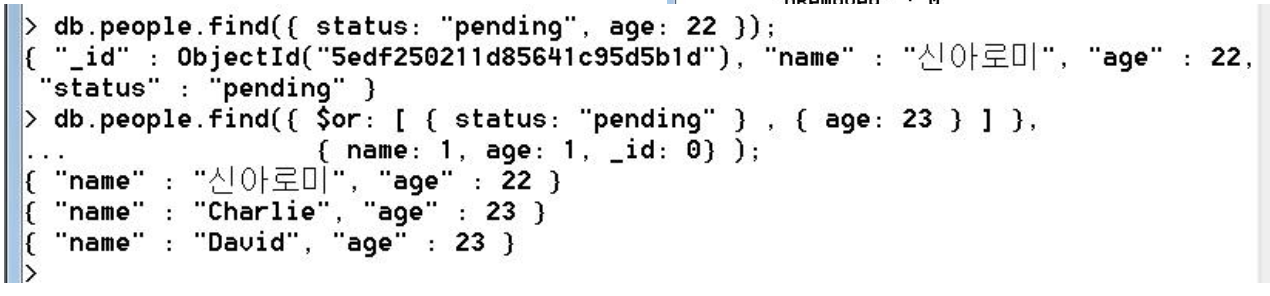 > db.people.find({ status: "pending", age: 22 });
{ "_id" : ObjectId("5edf250211d85641c95d5b1d"), "name" : "신아로미", "age" : 22,
 "status" : "pending" }
> db.people.find({ $or: [ { status: "pending" } , { age: 23 } ] },
...                 { name: 1, age: 1, _id: 0} );
{ "name" : "신아로미", "age" : 22 }
{ "name" : "Charlie", "age" : 23 }
{ "name" : "David", "age" : 23 }
>